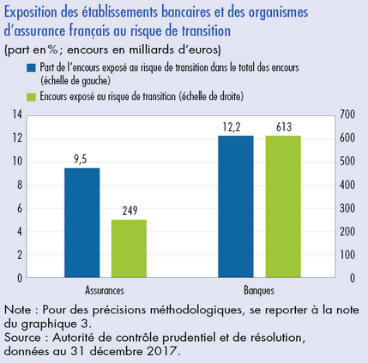 Exposition des établissements bancaires et des organismes
d'assurance français au risque de transition
(part en % ; encours en milliards d'euros)
Part de l'encours exposé au risque de transition dans le total des encours
(échelle de gauche)
Encours exposé au risque de transition (échelle de droite)
14 700
12 600
10 500
8 400
6 300
4 200
2 100
0 0
9,5
249
12,2
613
Assurances Banques
Note : Pour des précisions méthodologiques, se reporter à la note
du graphique 3.
Source : Autorité de contrôle prudentiel et de résolution,
données au 31 décembre 2017.